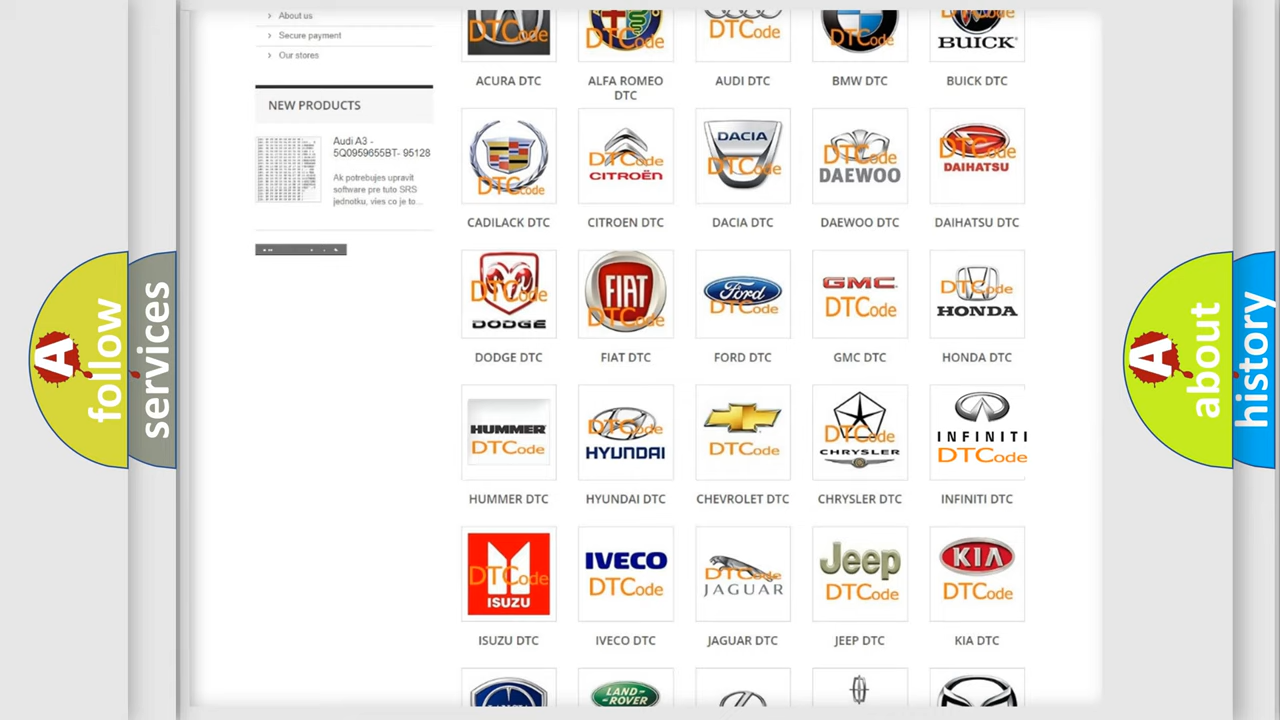 About us
Secure payment
Our stores
NEW PRODUCTS
Audi A3 -
5Q0959655BT- 95128
Ak potrebujes upravit
software pre tuto SRS
jednotku, vies co je to...
DTCode
DTCode
DTCode
DTCode
BUICK
ACURA DTC
ALFA ROMEO
DTC
AUDI DTC
BMW DTC
BUICK DTC
DTCode
DTCode
CITROËN
DACIA
DTCode
DTCode
DAEWOO
DTCode
DAIHATSU
CADILACK DTC
CITROEN DTC
DACIA DTC
DAEWOO DTC
DAIHATSU DTC
DTCode
DODGE
FIAT
DTCode
Ford
DTCode
GMC
DTCode
DTCode
HONDA
DODGE DTC
FIAT DTC
FORD DTC
GMC DTC
HONDA DTC
HUMMER
DTCode
DTCode
HYUNDAI
DTCode
DTCode
CHRYSLER
INFINITI
DTCode
HUMMER DTC
HYUNDAI DTC
CHEVROLET DTC
CHRYSLER DTC
INFINITI DTC
DTCode
ISUZU
IVECO
DTCode
DTCode
JAGUAR
Jeep
DTCode
KIA
DTCode
ISUZU DTC
IVECO DTC
JAGUAR DTC
JEEP DTC
KIA DTC
LAND-
ROVER
A
follow
services
A
about
history